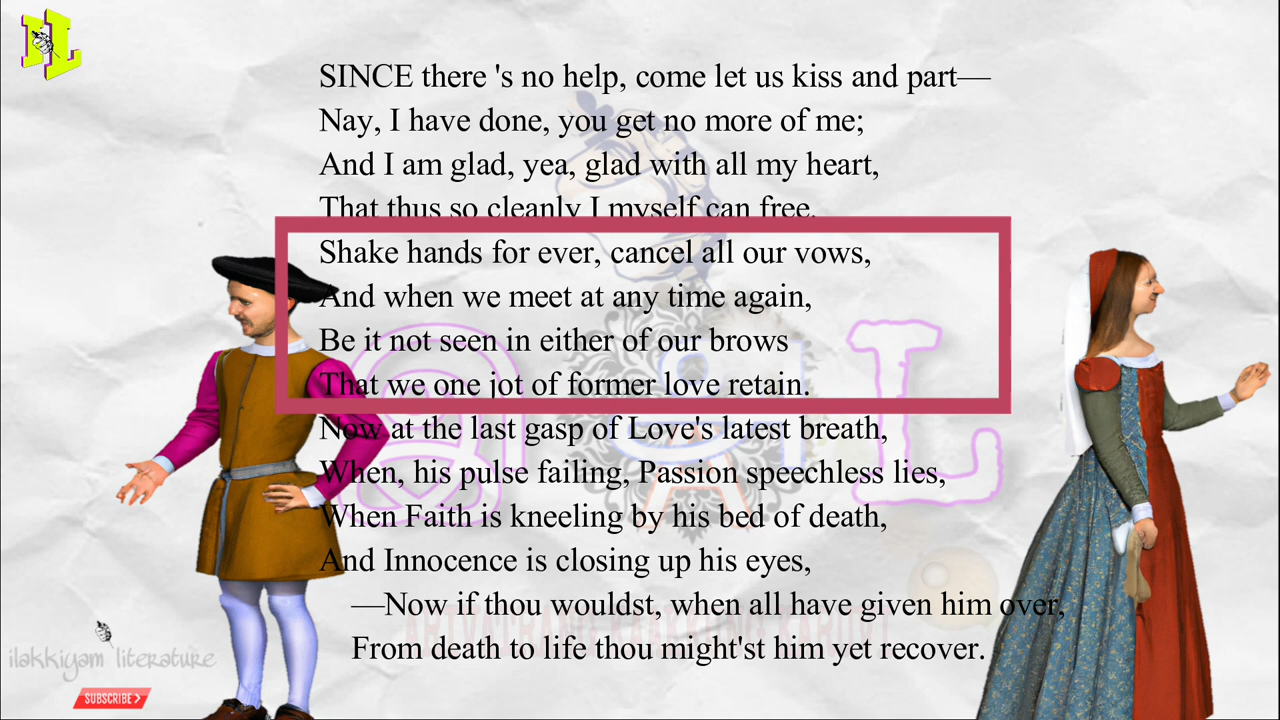 IL
SINCE there 's no help, come let us kiss and part—
Nay, I have done, you get no more of me;
And I am glad, yea, glad with all my heart,
That thus so cleanly I myself can free.
Shake hands for ever, cancel all our vows,
And when we meet at any time again,
Be it not seen in either of our brows
That we one jot of former love retain.
Now at the last gasp of Love's latest breath,
When, his pulse failing, Passion speechless lies,
When Faith is kneeling by his bed of death,
And Innocence is closing up his eyes,
—Now if thou wouldst, when all have given him over,
From death to life thou might'st him yet recover.
ilakkiyam literature
SUBSCRIBE >